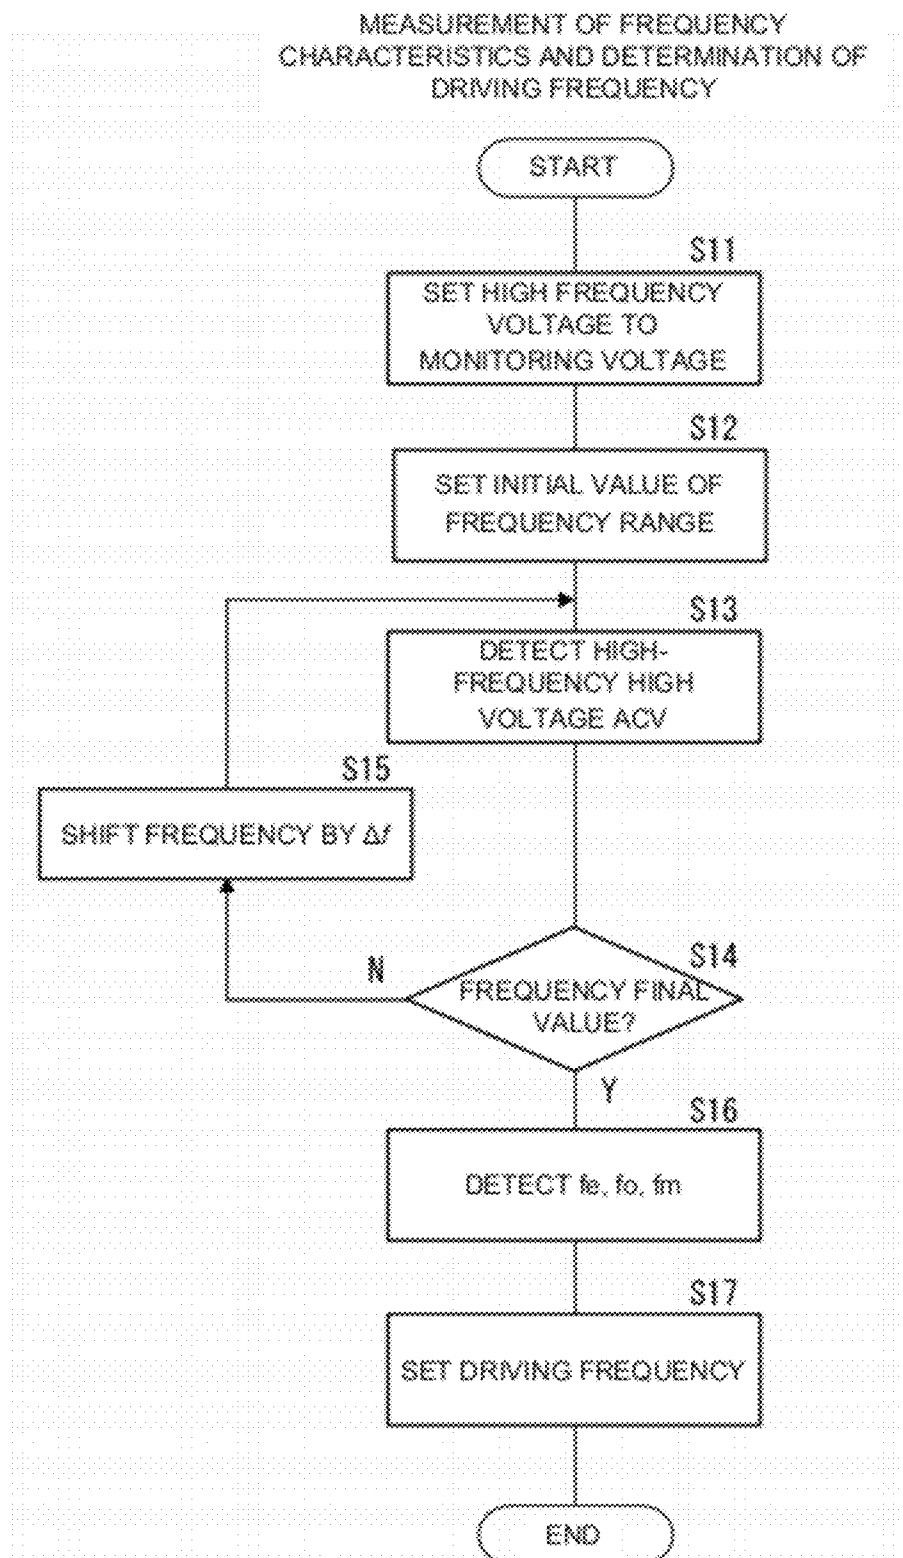 MEASUREMENT OF FREQUENCY
CHARACTERISTICS AND DETERMINATION OF
DRIVING FREQUENCY
START
S11
SET HIGH FREQUENCY
VOLTAGE TO
MONITORING VOLTAGE
S12
SET INITIAL VALUE OF
FREQUENCY RANGE
S13
DETECT HIGH-
FREQUENCY HIGH
VOLTAGE ACV
S15
SHIFT FREQUENCY BY Δf
S14
N
FREQUENCY FINAL
VALUE?
Y
S16
DETECT fe, fo, fm
S17
SET DRIVING FREQUENCY
END